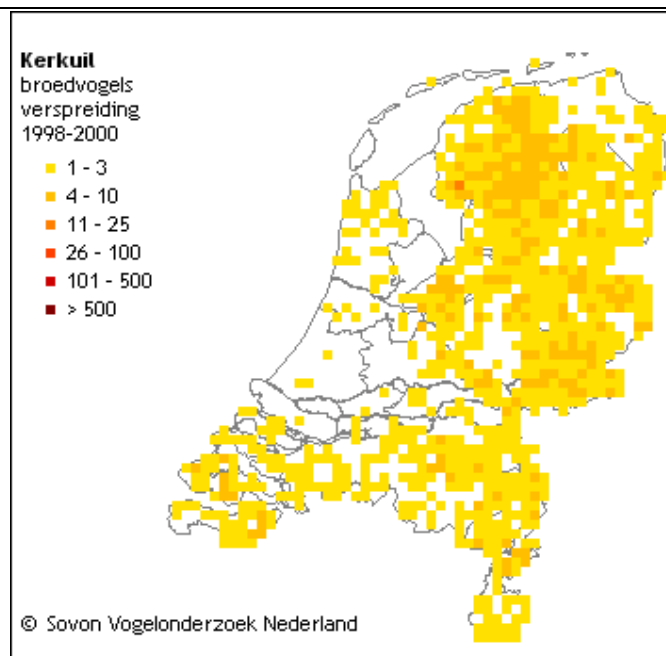 Kerkuil
broedvogels
verspreiding
1998-2000
1 - 3
4 - 10
11 - 25
26 - 100
101 - 500
> 500
© Sovon Vogelonderzoek Nederland